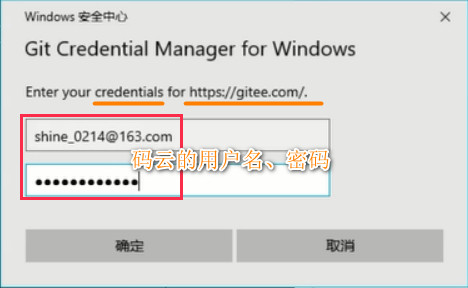 Windows 安全中心
Git Credential Manager for Windows
Enter your credentials for https://gitee.com/.
shine_0214@163.com
码云的用户名、密码
●●●●●●●●●●●●
确定
取消